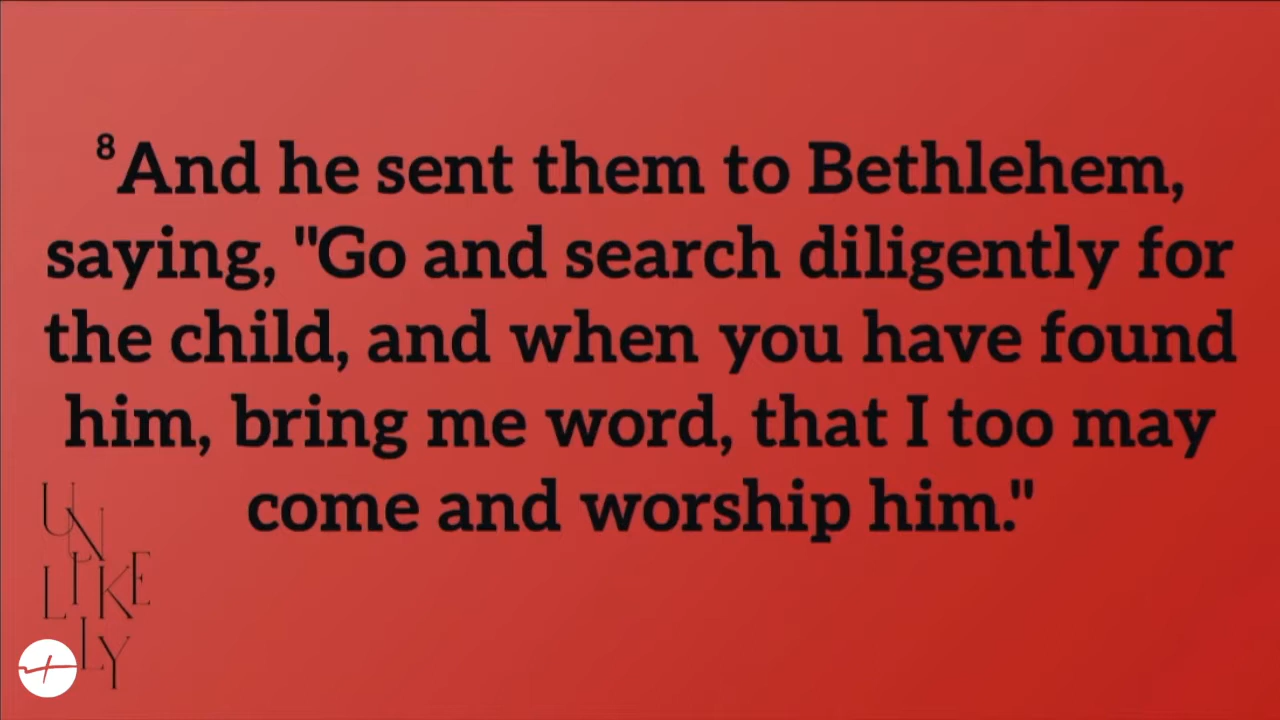 ⁸And he sent them to Bethlehem,
saying, "Go and search diligently for
the child, and when you have found
him, bring me word, that I too may
come and worship him."
UN
LIKE
LY